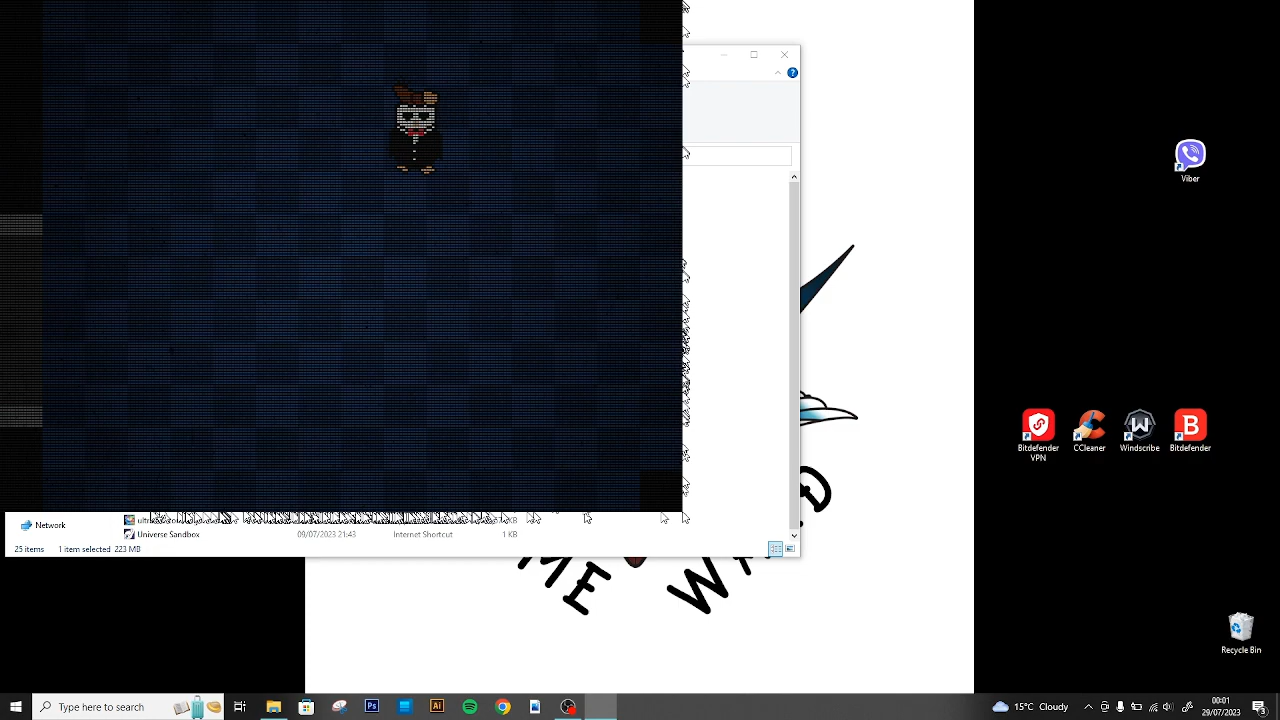 Viber
Bitdefender VPN
CCleaner
Windscribe
Bitdefender
Network
Universe Sandbox
09/07/2023 21:43
Internet Shortcut
1 KB
25 items
1 item selected
223 MB
ME
Recycle Bin
Type here to search
15°C Cloudy
00:01
29/07/2023